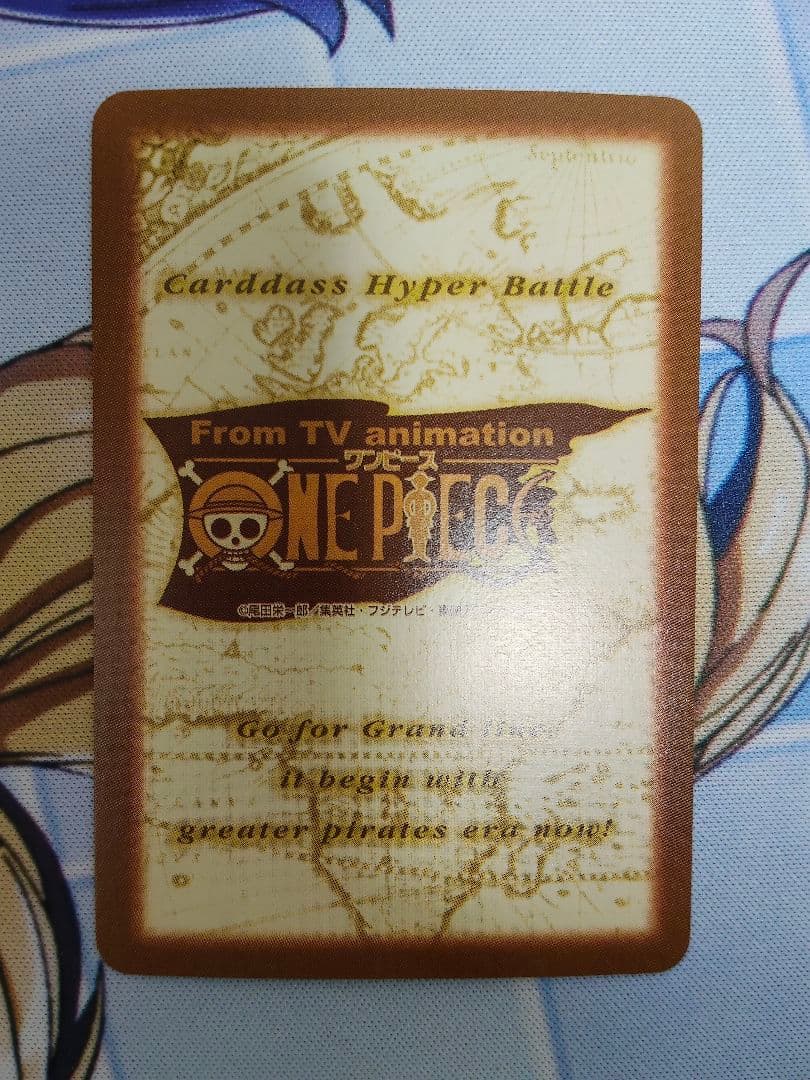 Septentrio
Carddass Hyper Battle
From TV animation
ワンピース
ONE PIECE
©尾田栄一郎／集英社・フジテレビ・
Go for Grand line
it begin with
greater pirates era now!